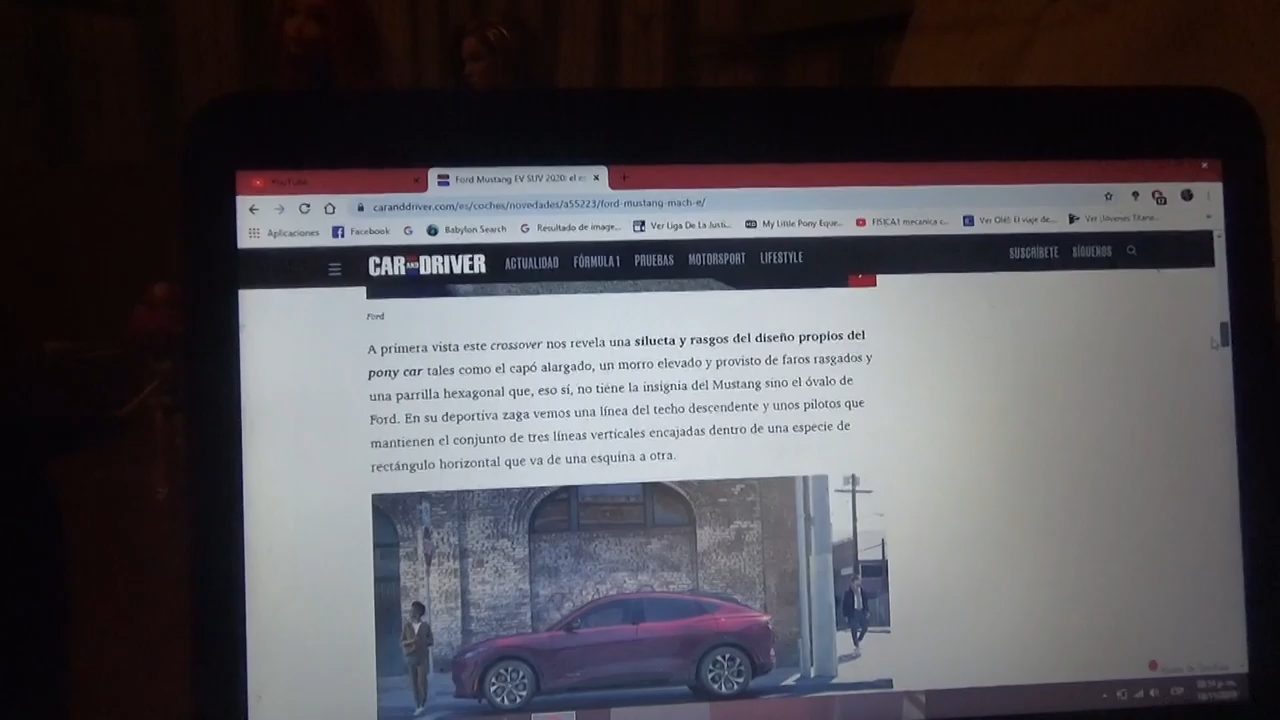 YouTube
Ford Mustang EV SUV 2020: el es
caranddriver.com/es/coches/novedades/a55223/ford-mustang-mach-e/
Aplicaciones Facebook Babylon Search Resultado de image... Ver Liga De La Justi... My Little Pony Eque... FISICA1 mecanica c... Ver Olé!: El viaje de... Ver Jóvenes Titane...
CAR AND DRIVER ACTUALIDAD FÓRMULA 1 PRUEBAS MOTORSPORT LIFESTYLE SUSCRÍBETE SÍGUENOS
Ford
A primera vista este crossover nos revela una silueta y rasgos del diseño propios del
pony car tales como el capó alargado, un morro elevado y provisto de faros rasgados y
una parrilla hexagonal que, eso sí, no tiene la insignia del Mustang sino el óvalo de
Ford. En su deportiva zaga vemos una línea del techo descendente y unos pilotos que
mantienen el conjunto de tres líneas verticales encajadas dentro de una especie de
rectángulo horizontal que va de una esquina a otra.
ESP